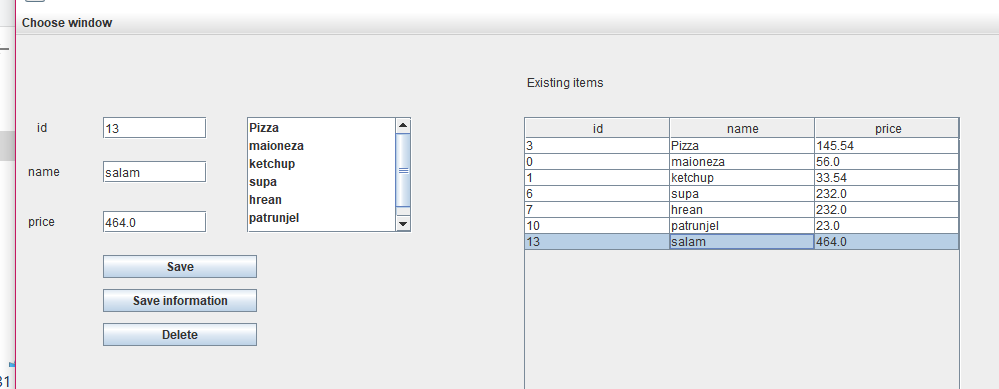 Choose window
Existing items
id 13
name salam
price 464.0
Pizza
maioneza
ketchup
supa
hrean
patrunjel
Save
Save information
Delete
id name price
3 Pizza 145.54
0 maioneza 56.0
1 ketchup 33.54
6 supa 232.0
7 hrean 232.0
10 patrunjel 23.0
13 salam 464.0